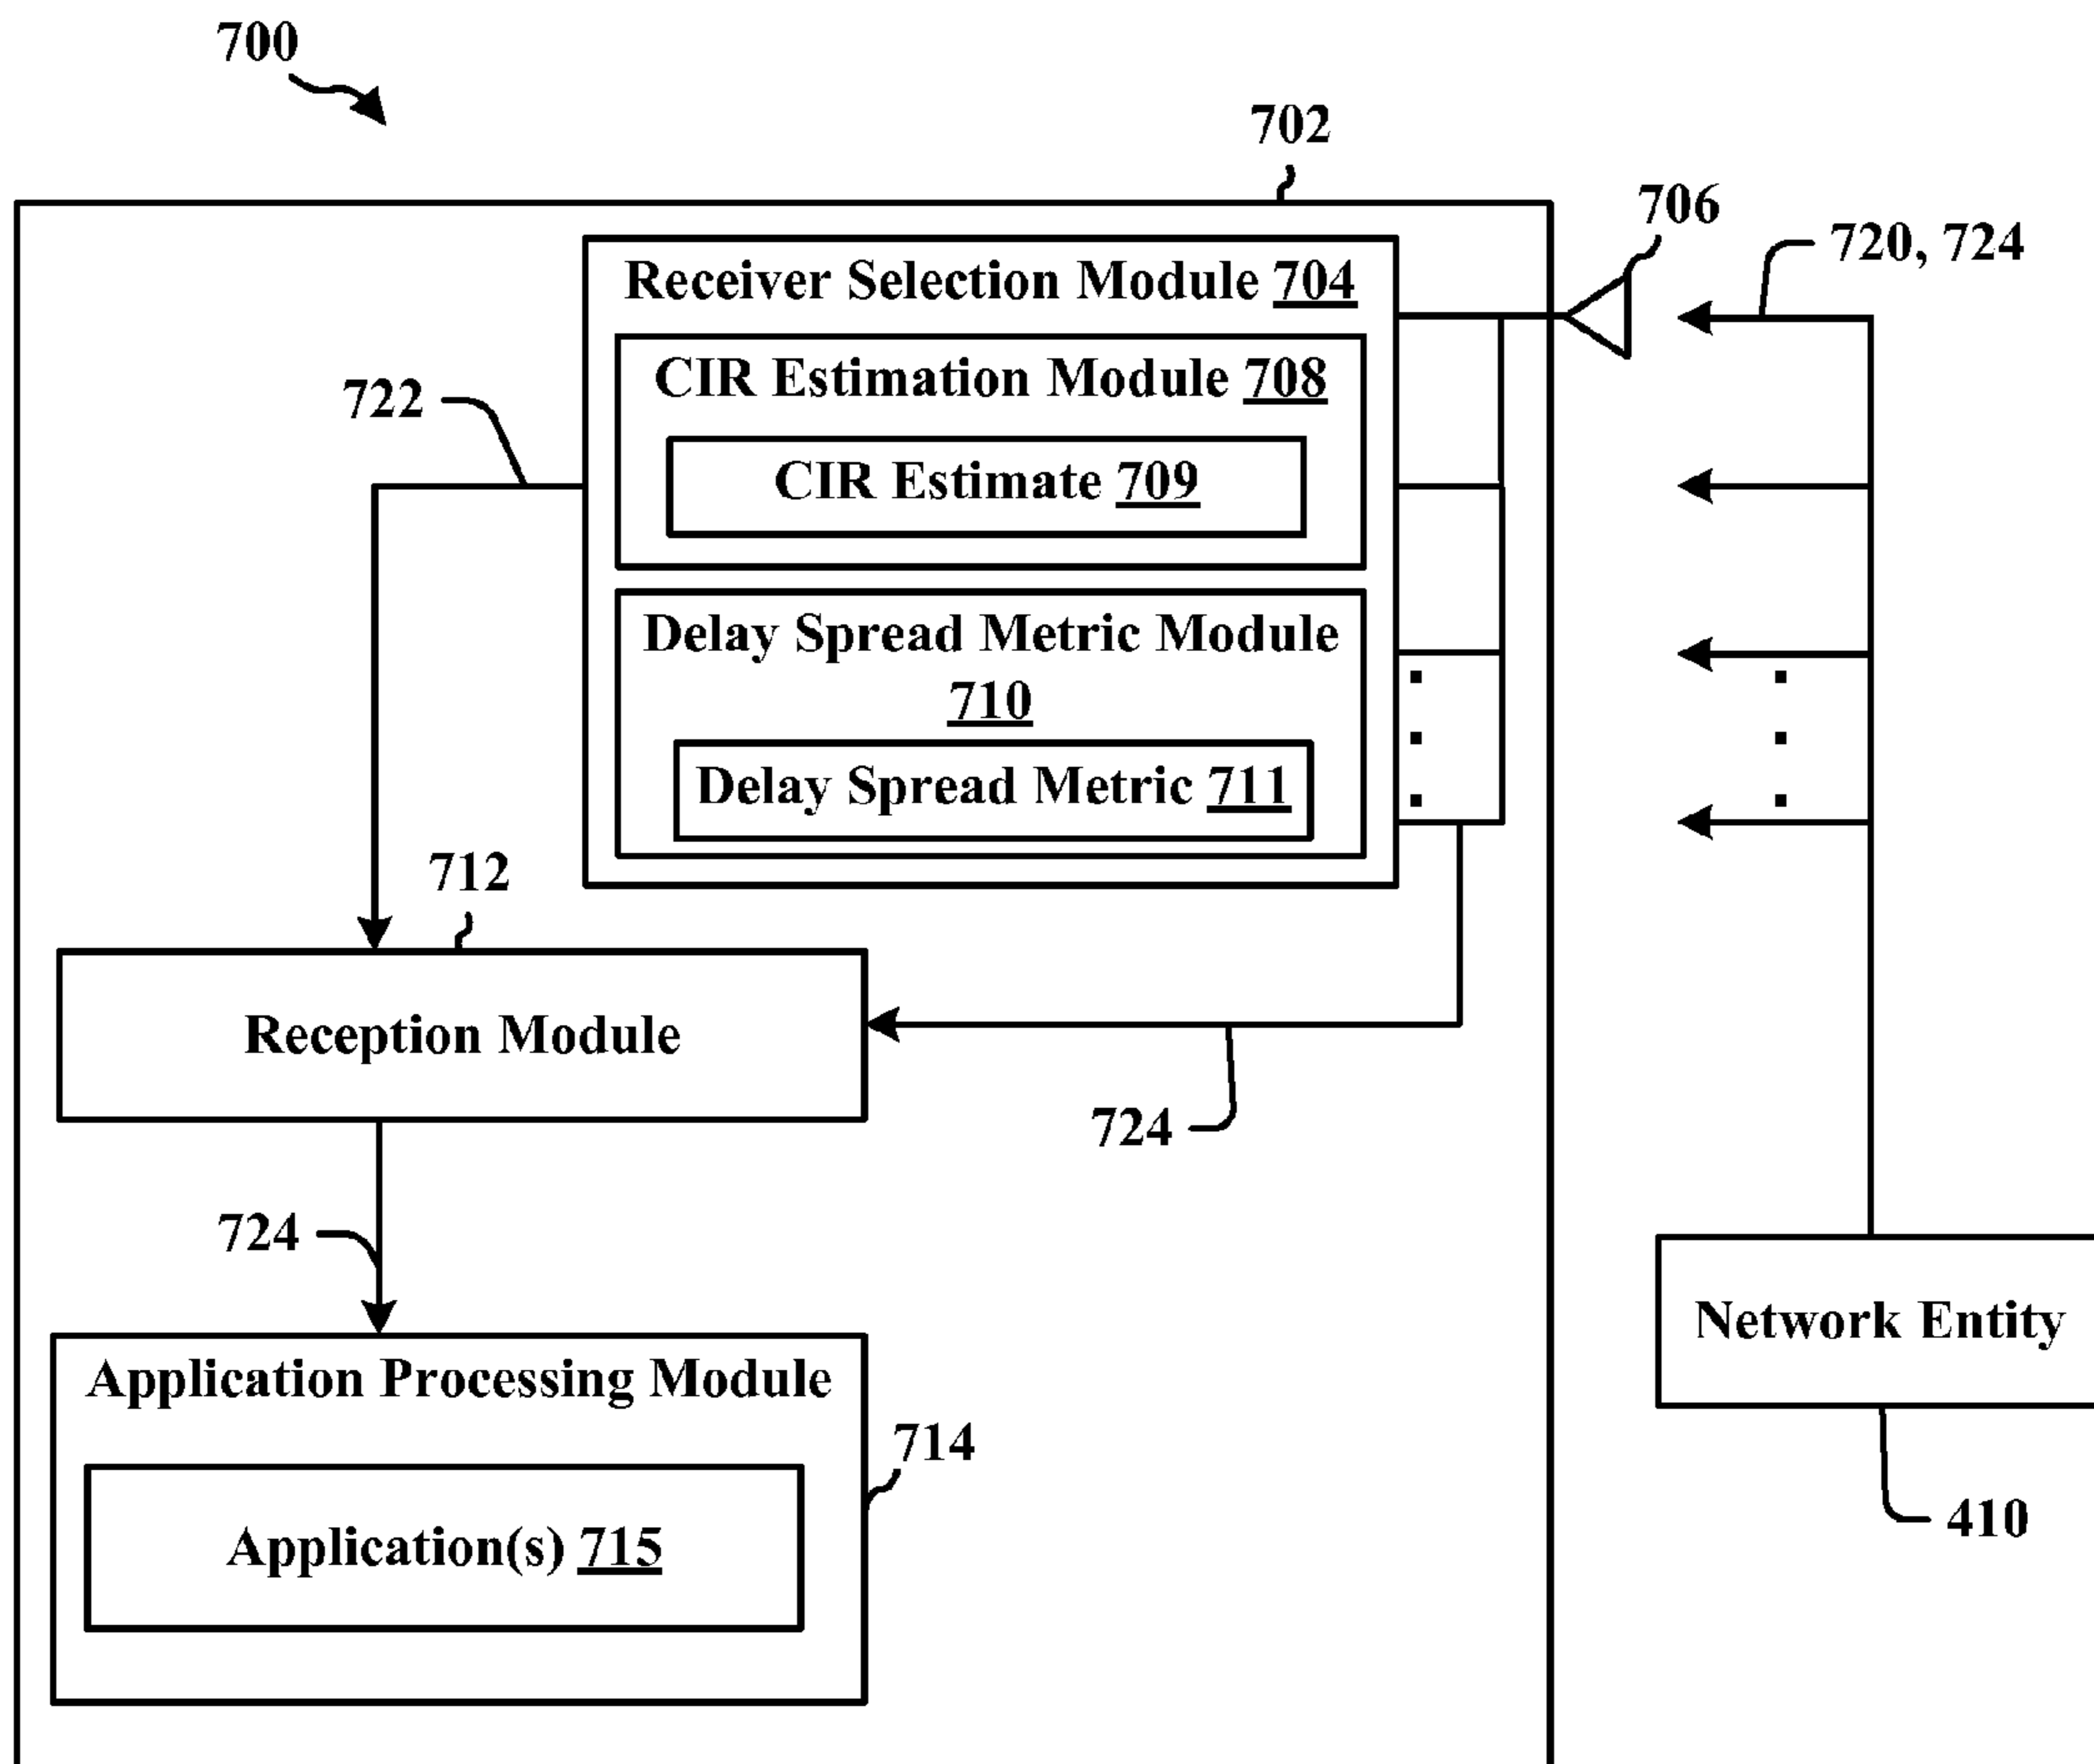 700
702
706
720, 724
Receiver Selection Module 704
CIR Estimation Module 708
722
CIR Estimate 709
Delay Spread Metric Module
710
Delay Spread Metric 711
712
Reception Module
724
724
Network Entity
Application Processing Module
714
410
Application(s) 715